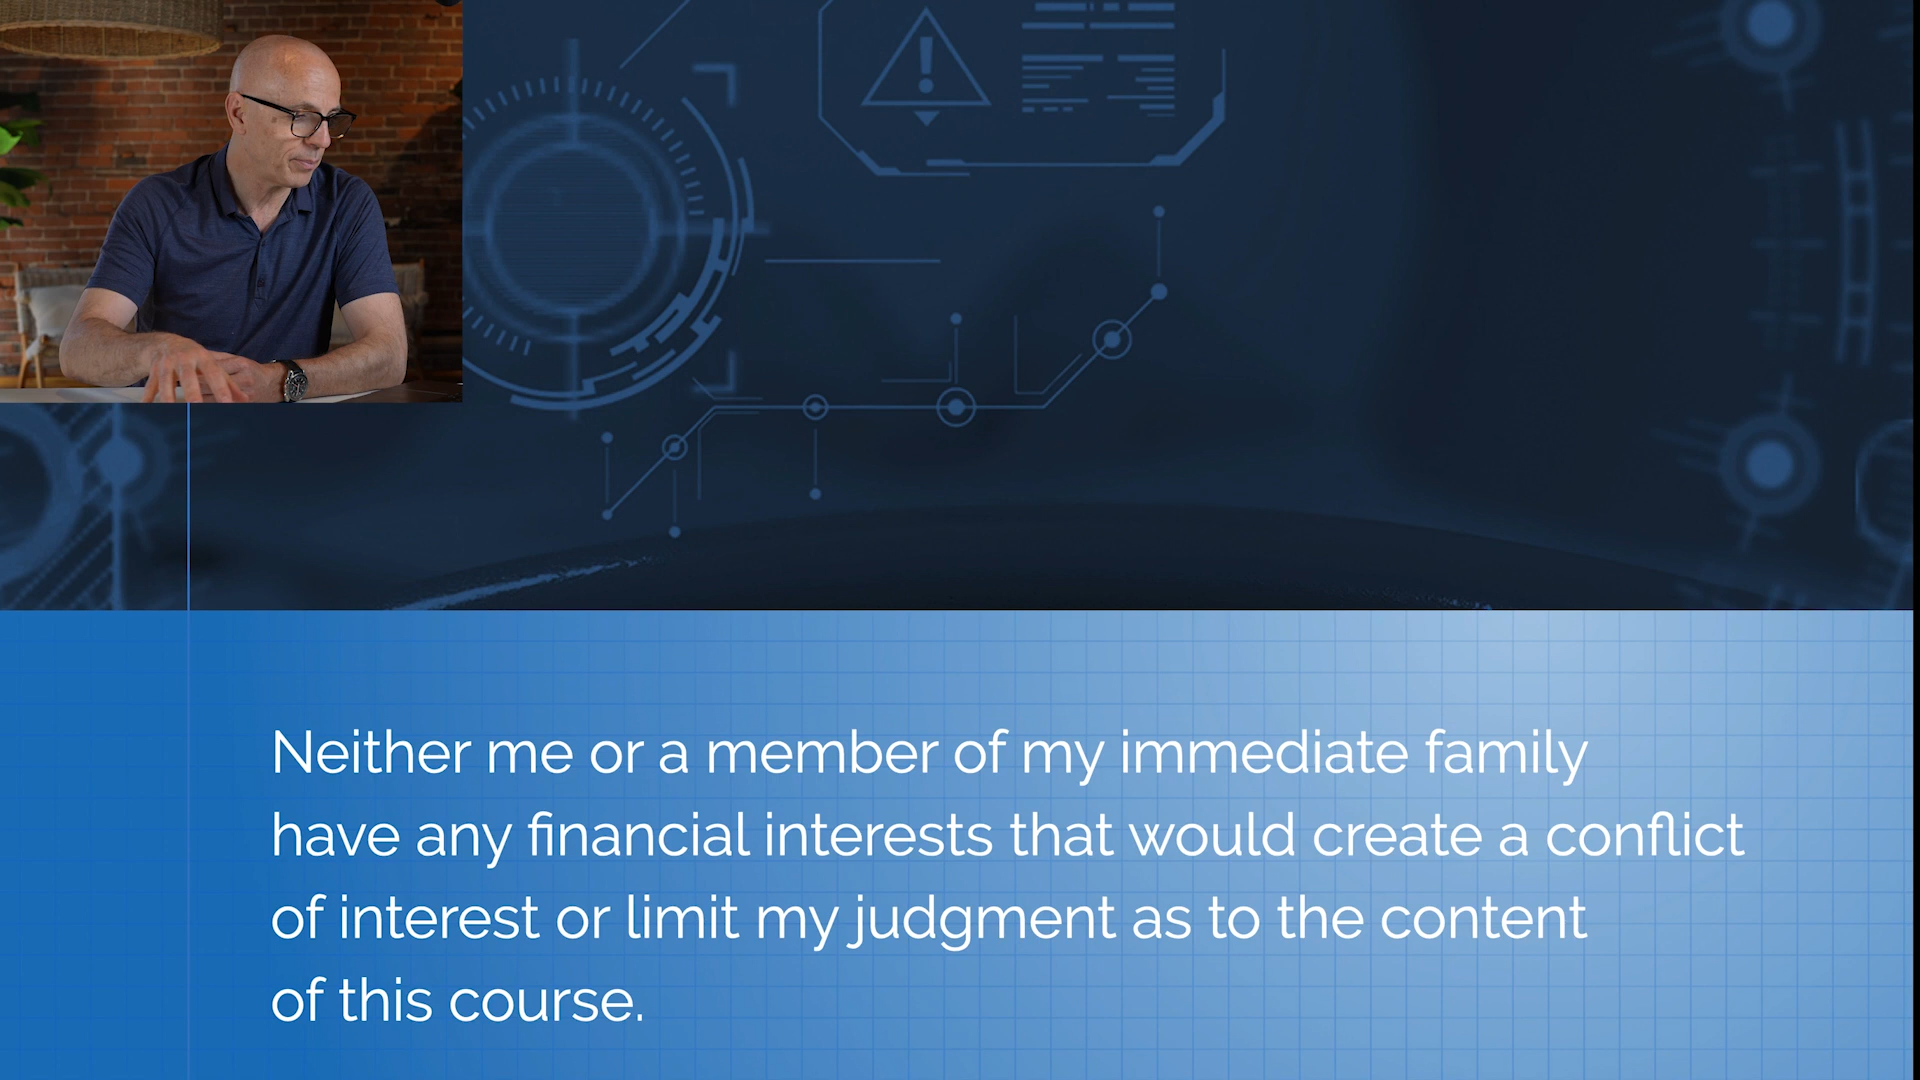 Neither me or a member of my immediate family
have any financial interests that would create a conflict
of interest or limit my judgment as to the content
of this course.